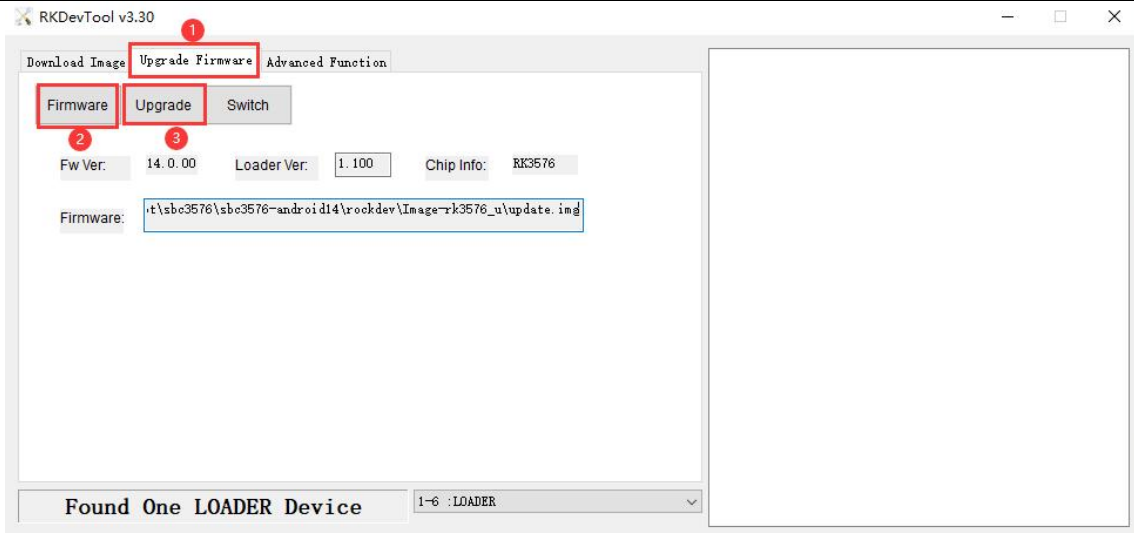 RKDevTool v3.30
1
Download Image Upgrade Firmware Advanced Function
Firmware Upgrade Switch
2 3
Fw Ver: 14.0.00 Loader Ver: 1.100 Chip Info: RK3576
Firmware: t\sbc3576\sbc3576-android14\rockdev\Image-rk3576_u\update.img
Found One LOADER Device 1-6 :LOADER